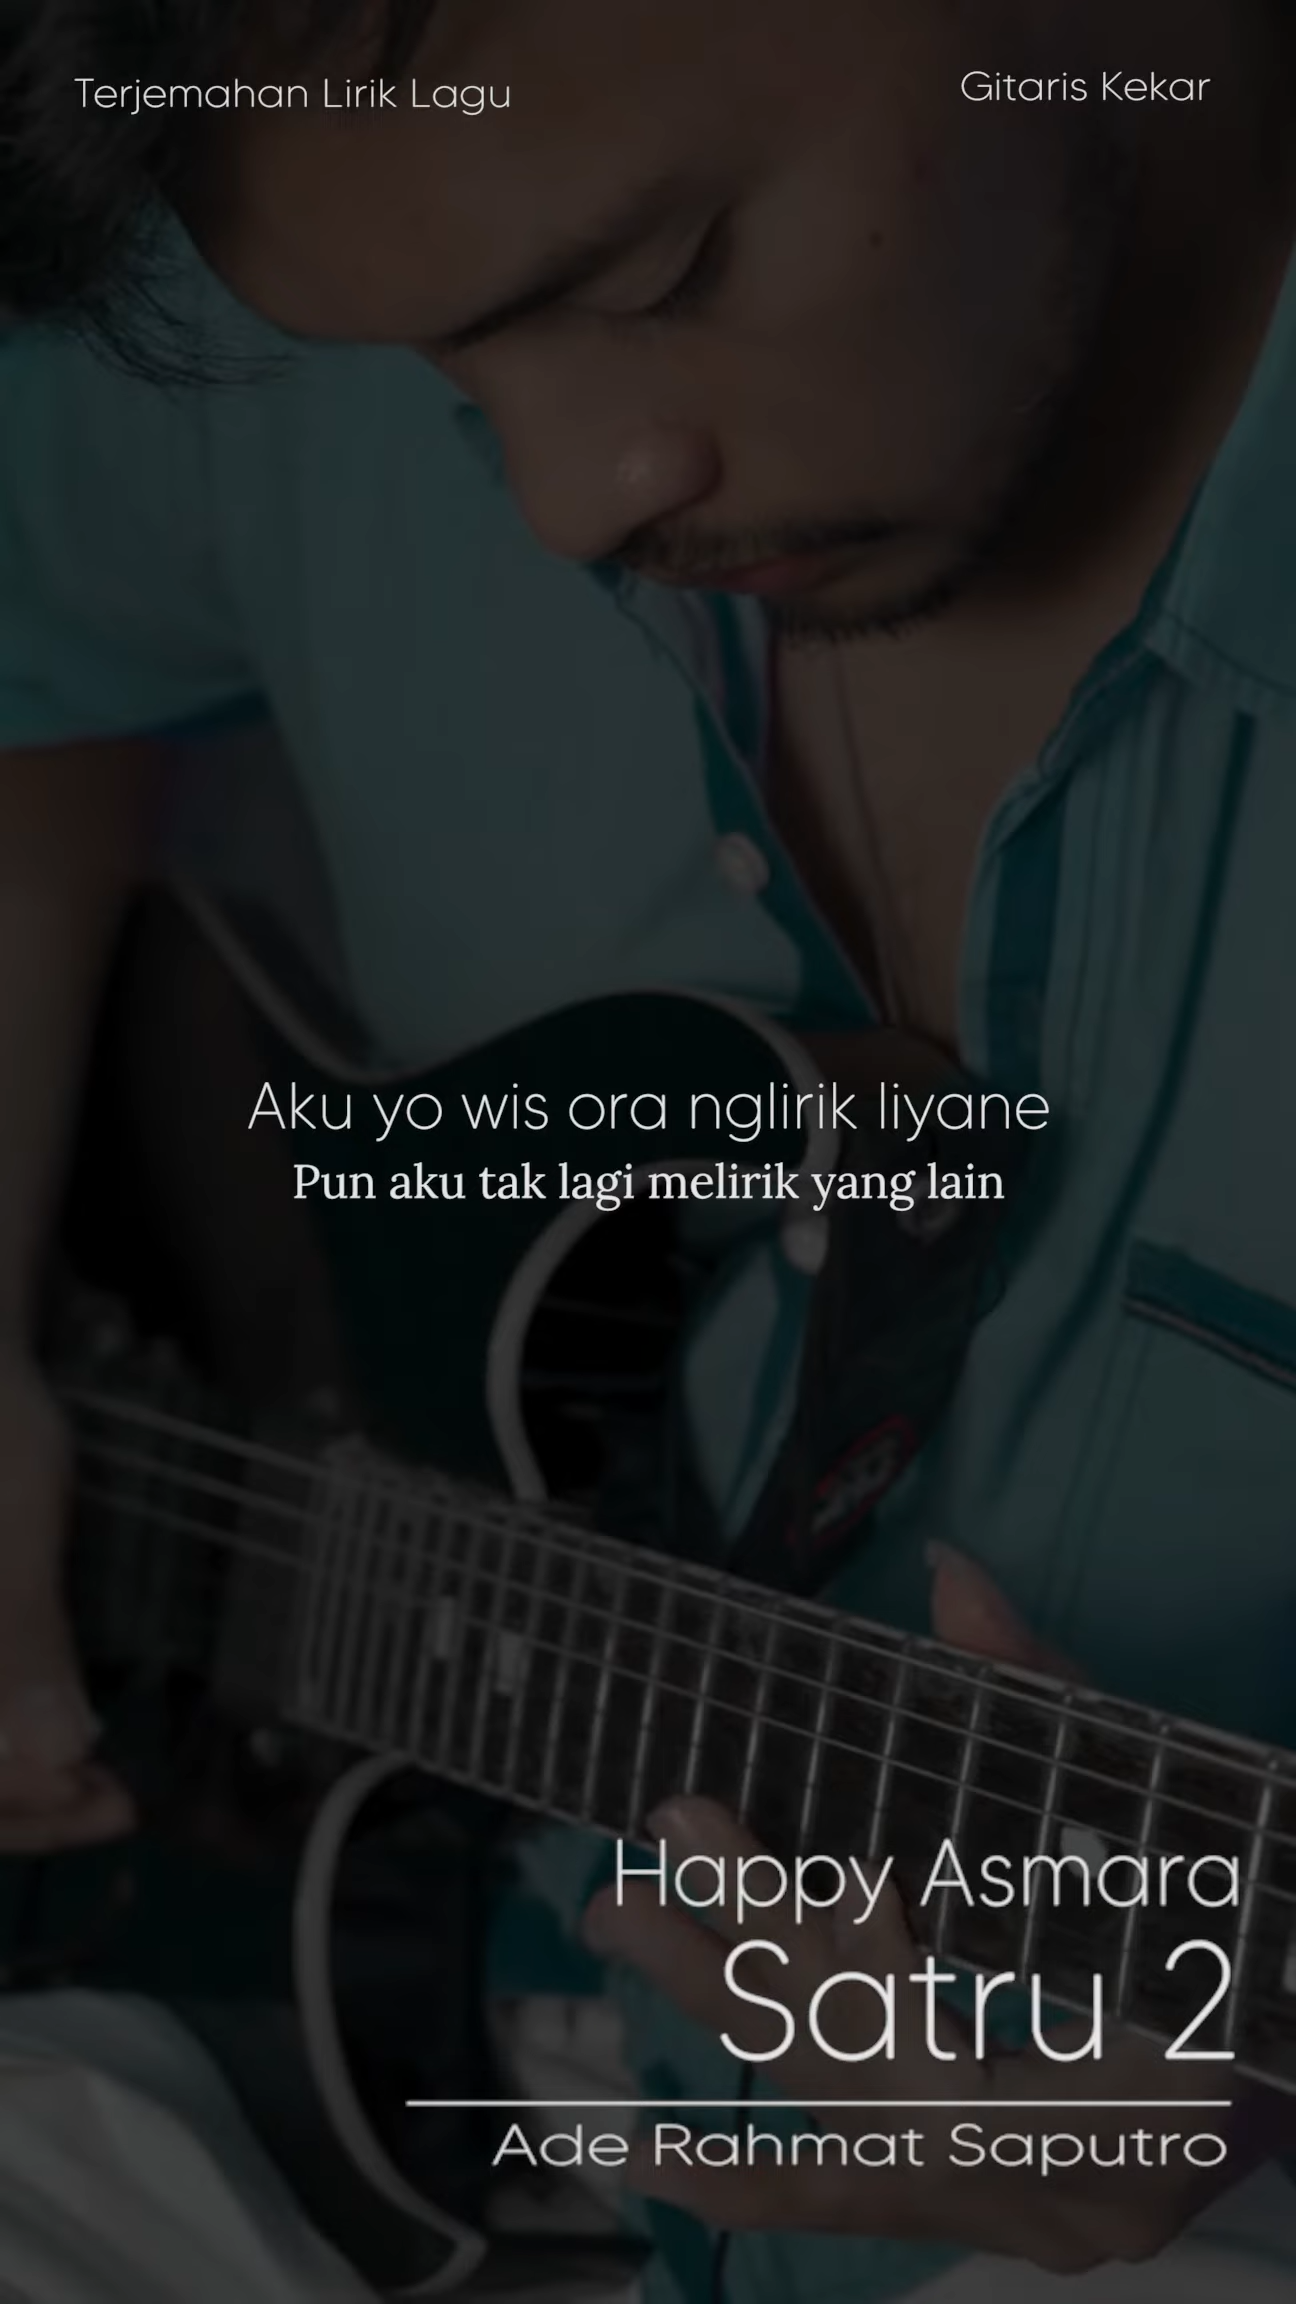 Terjemahan Lirik Lagu
Gitaris Kekar
Aku yo wis ora nglirik liyane
Pun aku tak lagi melirik yang lain
Happy Asmara
Satru 2
Ade Rahmat Saputro